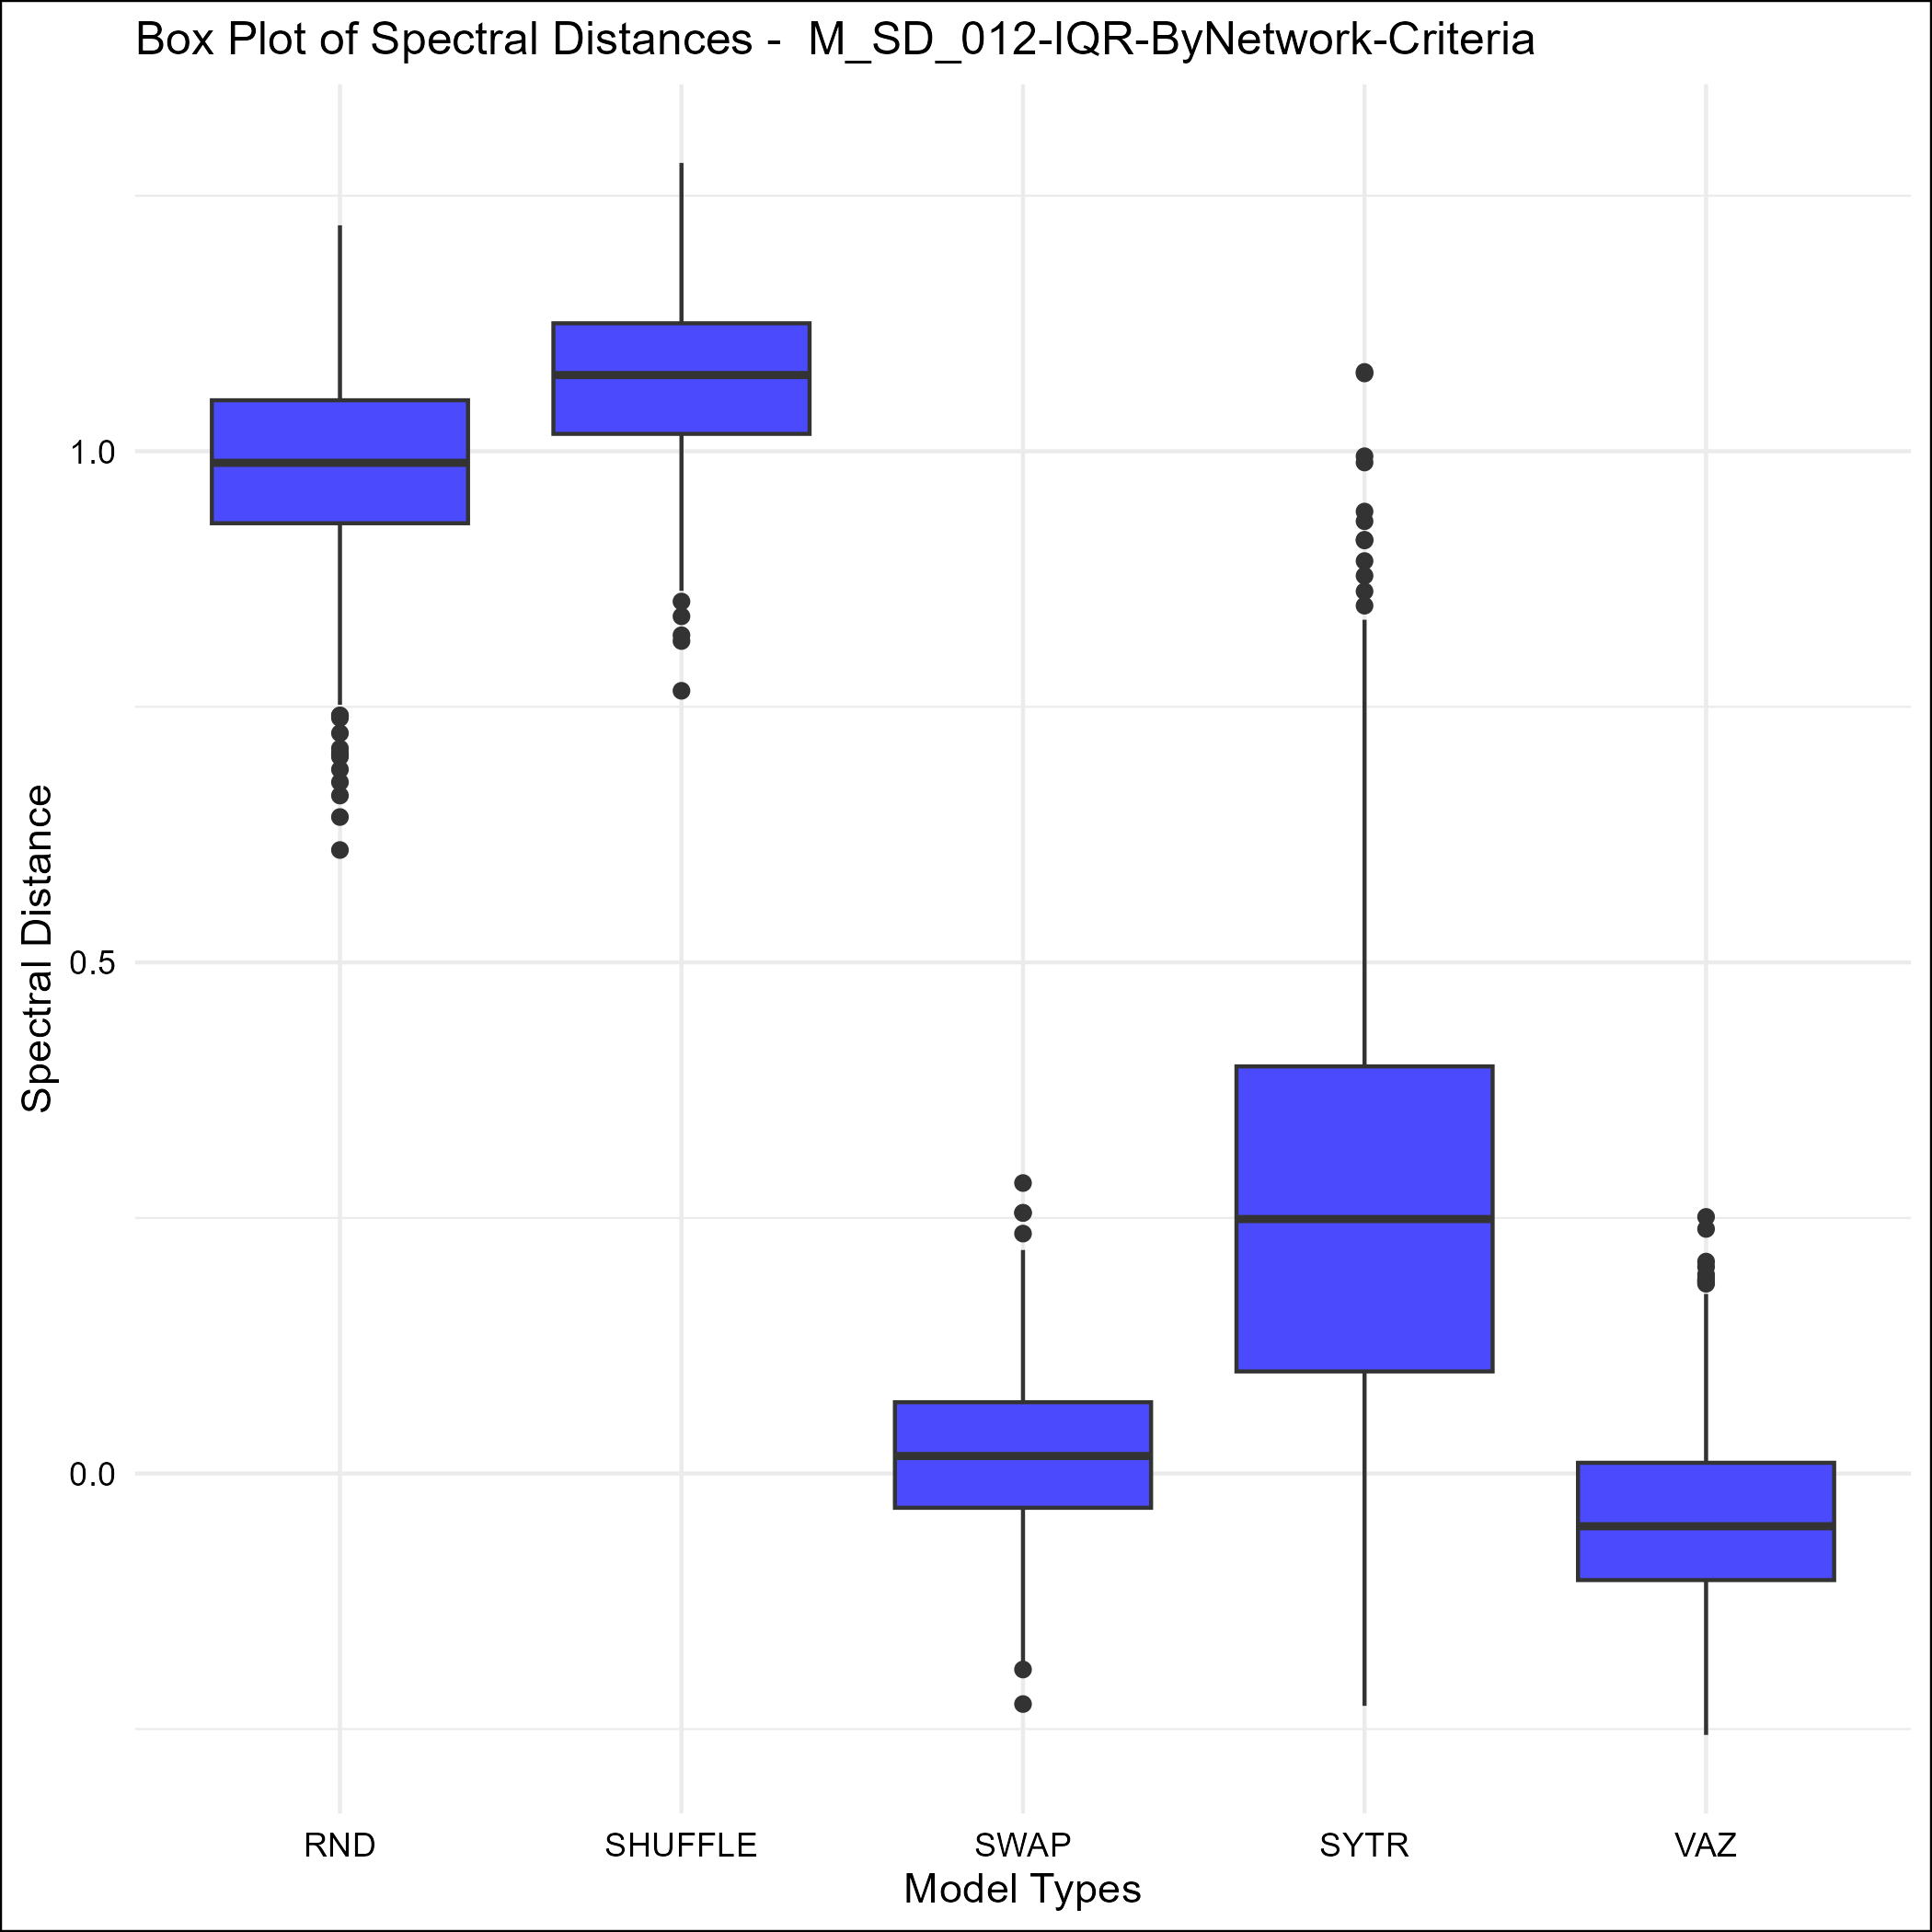 Box Plot of Spectral Distances -  M_SD_012-IQR-ByNetwork-Criteria
1.0
0.5
0.0
Spectral Distance
RND SHUFFLE SWAP SYTR VAZ
Model Types